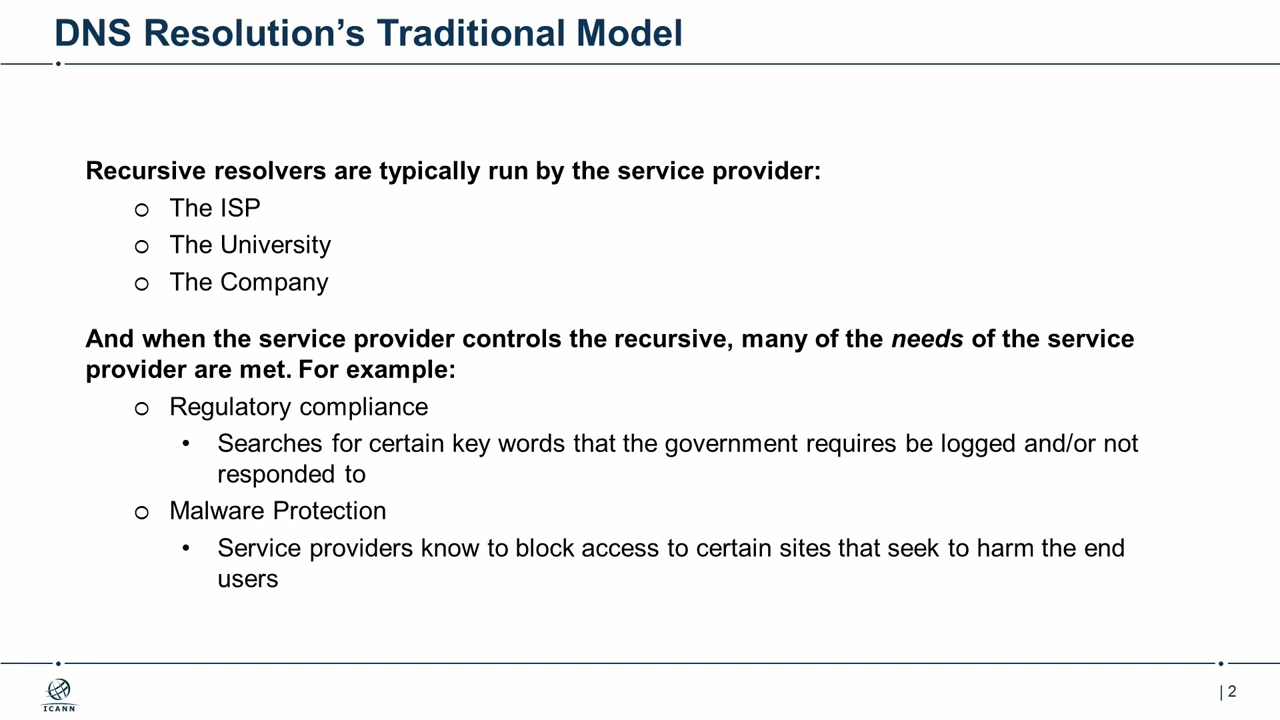 DNS Resolution’s Traditional Model
Recursive resolvers are typically run by the service provider:
o The ISP
o The University
o The Company
And when the service provider controls the recursive, many of the needs of the service
provider are met. For example:
o Regulatory compliance
• Searches for certain key words that the government requires be logged and/or not
responded to
o Malware Protection
• Service providers know to block access to certain sites that seek to harm the end
users
ICANN
| 2